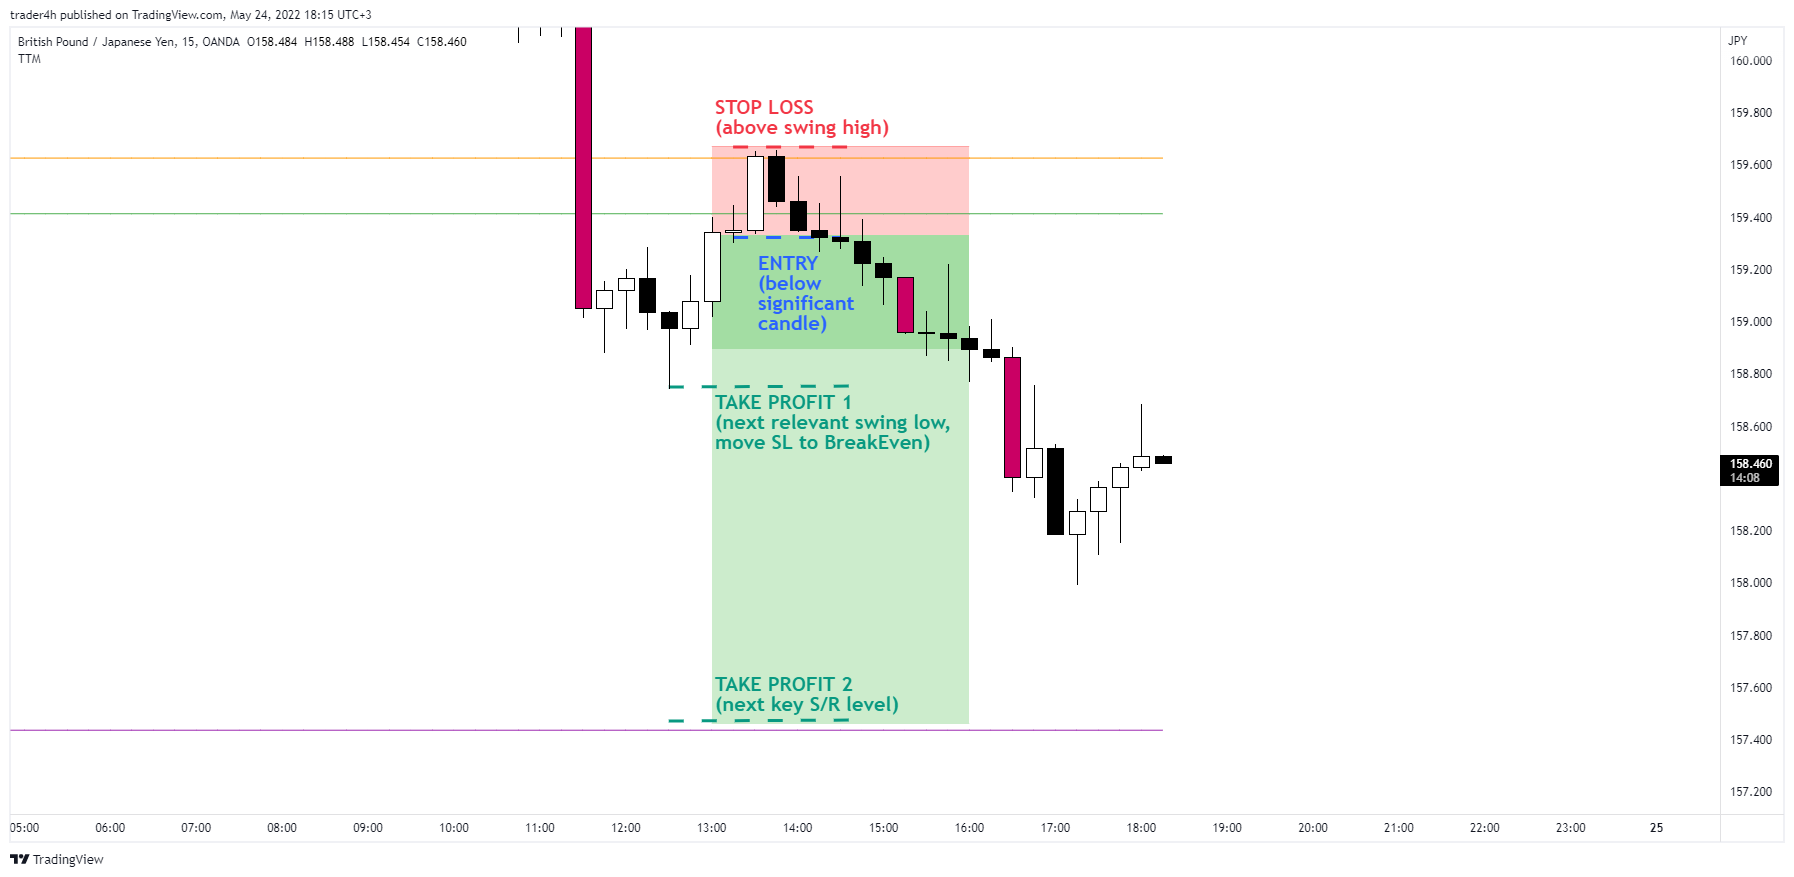 trader4h published on TradingView.com, May 24, 2022 18:15 UTC+3
British Pound / Japanese Yen, 15, OANDA O158.484 H158.488 L158.454 C158.460
TTM
JPY
160.000
159.800
159.600
159.400
159.200
159.000
158.800
158.600
158.460
14:08
158.200
158.000
157.800
157.600
157.400
157.200
STOP LOSS
(above swing high)
ENTRY
(below
significant
candle)
TAKE PROFIT 1
(next relevant swing low,
move SL to BreakEven)
TAKE PROFIT 2
(next key S/R level)
05:00 06:00 07:00 08:00 09:00 10:00 11:00 12:00 13:00 14:00 15:00 16:00 17:00 18:00 19:00 20:00 21:00 22:00 23:00 25
TradingView